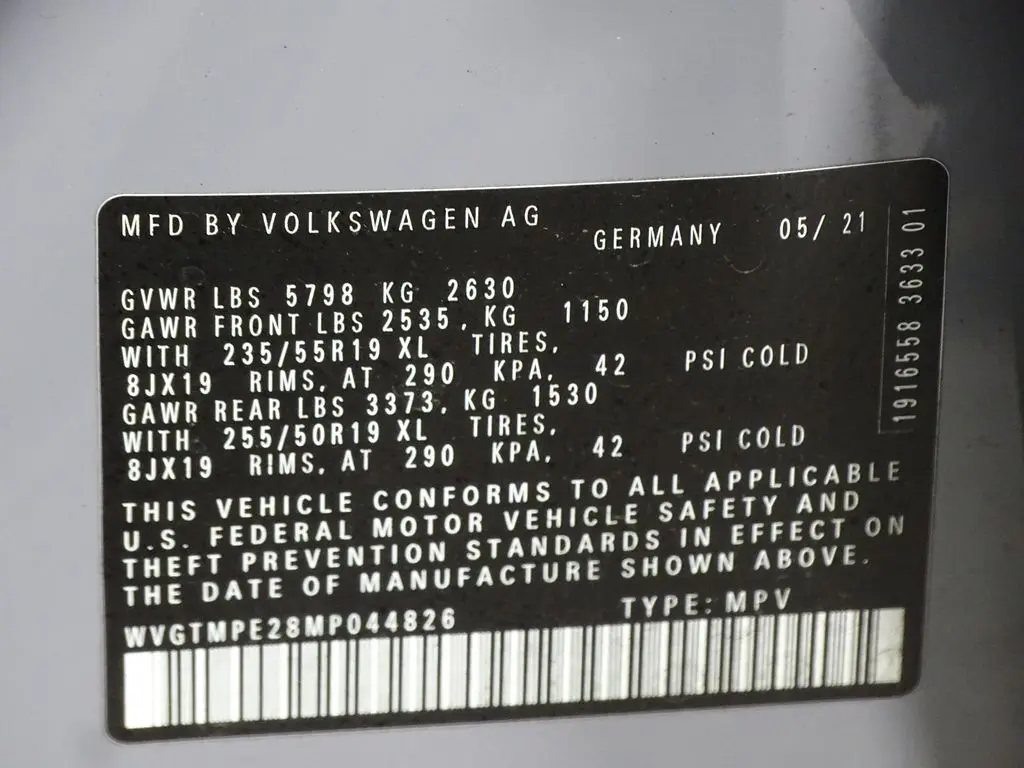 MFD BY VOLKSWAGEN AG GERMANY 05/ 21
GVWR LBS 5798 KG 2630
GAWR FRONT LBS 2535, KG 1150
WITH 235/55R19 XL TIRES,
8JX19 RIMS, AT 290 KPA, 42 PSI COLD
GAWR REAR LBS 3373, KG 1530
WITH 255/50R19 XL TIRES,
8JX19 RIMS, AT 290 KPA, 42 PSI COLD
THIS VEHICLE CONFORMS TO ALL APPLICABLE
U.S. FEDERAL MOTOR VEHICLE SAFETY AND
THEFT PREVENTION STANDARDS IN EFFECT ON
THE DATE OF MANUFACTURE SHOWN ABOVE.
WVGTMPE28MP044826 TYPE: MPV
1916558 3633 01